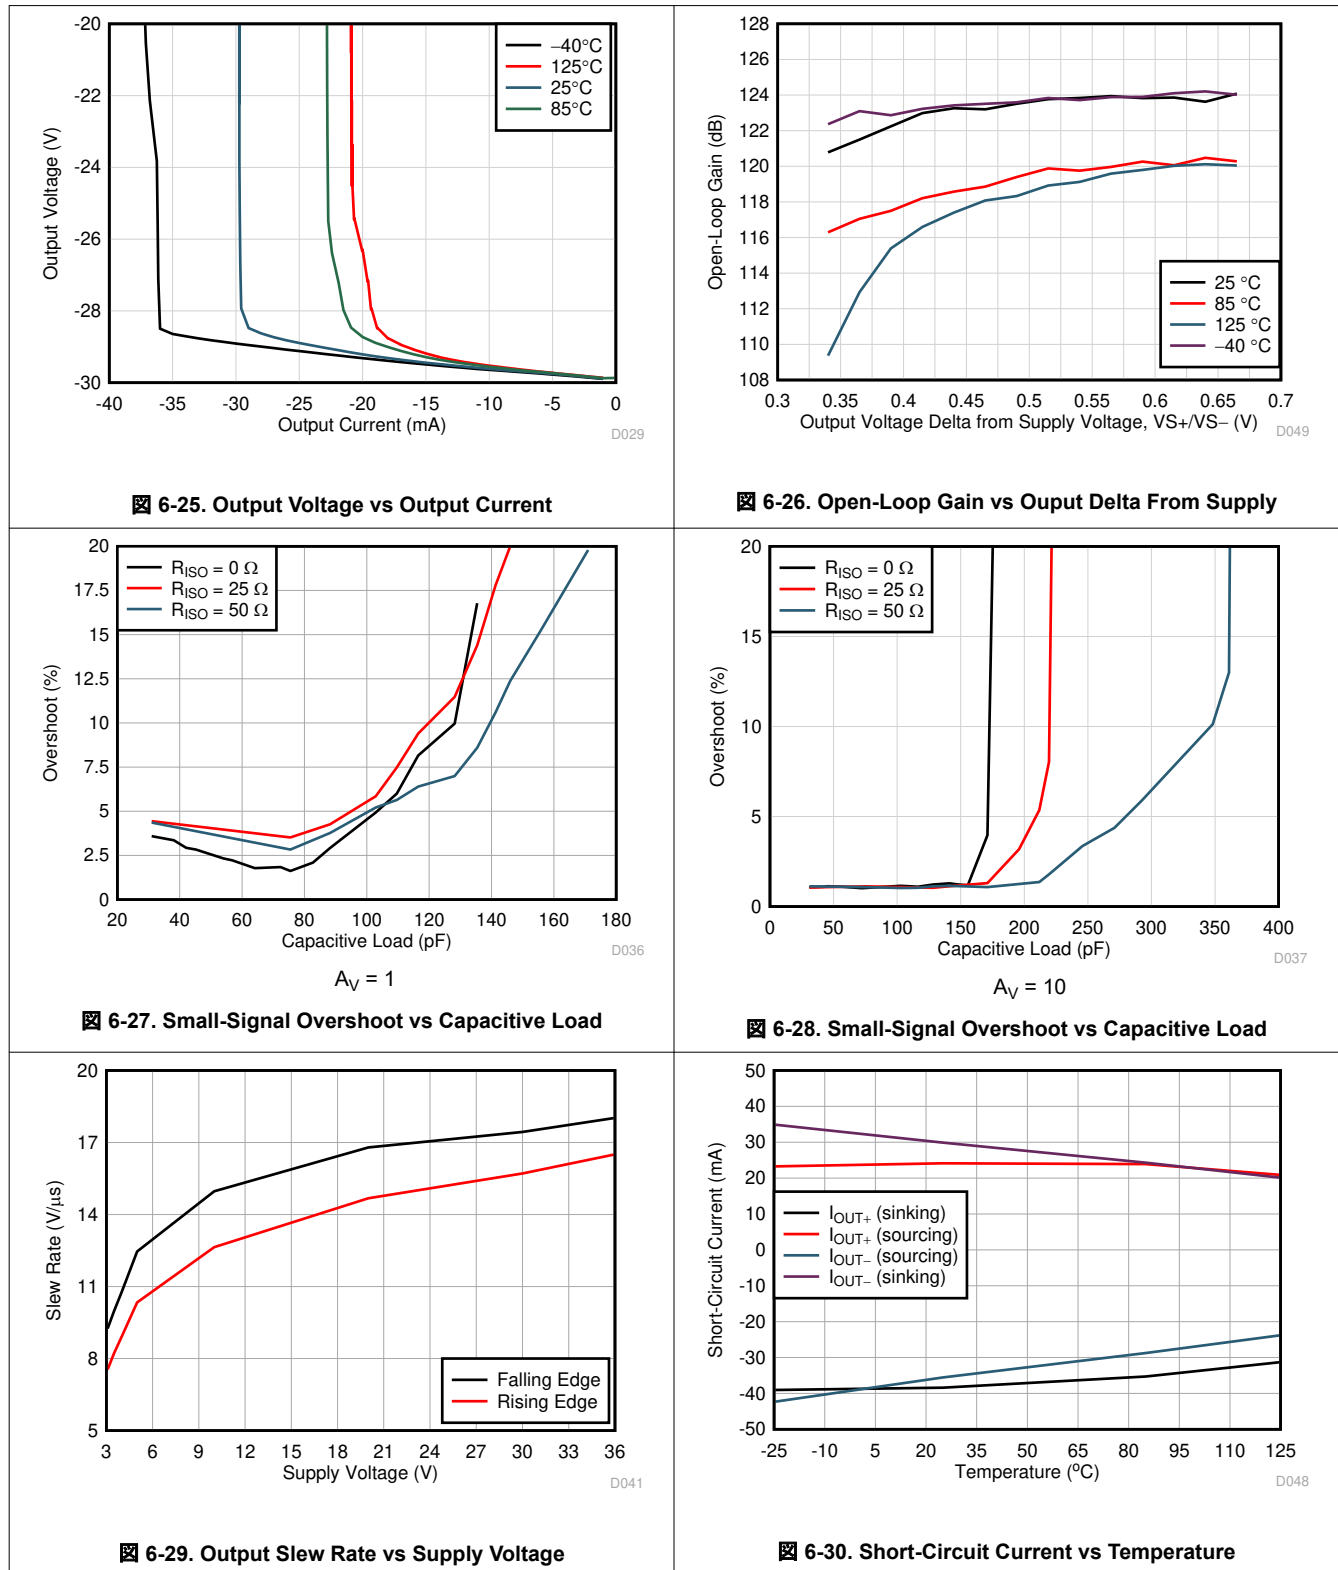 -20
-22
-24
-26
-28
-30
Output Voltage (V)
–40°C
125°C
25°C
85°C
-40 -35 -30 -25 -20 -15 -10 -5 0
Output Current (mA)
D029
図 6-25. Output Voltage vs Output Current
128
126
124
122
120
118
116
114
112
110
108
Open-Loop Gain (dB)
25 °C
85 °C
125 °C
–40 °C
0.3 0.35 0.4 0.45 0.5 0.55 0.6 0.65 0.7
Output Voltage Delta from Supply Voltage, VS+/VS– (V)
D049
図 6-26. Open-Loop Gain vs Ouput Delta From Supply
20
17.5
15
12.5
10
7.5
5
2.5
0
Overshoot (%)
RISO = 0 Ω
RISO = 25 Ω
RISO = 50 Ω
20 40 60 80 100 120 140 160 180
Capacitive Load (pF)
D036
AV = 1
図 6-27. Small-Signal Overshoot vs Capacitive Load
20
15
10
5
0
Overshoot (%)
RISO = 0 Ω
RISO = 25 Ω
RISO = 50 Ω
0 50 100 150 200 250 300 350 400
Capacitive Load (pF)
D037
AV = 10
図 6-28. Small-Signal Overshoot vs Capacitive Load
20
17
14
11
8
5
Slew Rate (V/μs)
Falling Edge
Rising Edge
3 6 9 12 15 18 21 24 27 30 33 36
Supply Voltage (V)
D041
図 6-29. Output Slew Rate vs Supply Voltage
50
40
30
20
10
0
-10
-20
-30
-40
-50
Short-Circuit Current (mA)
IOUT+ (sinking)
IOUT+ (sourcing)
IOUT– (sourcing)
IOUT– (sinking)
-25 -10 5 20 35 50 65 80 95 110 125
Temperature (oC)
D048
図 6-30. Short-Circuit Current vs Temperature